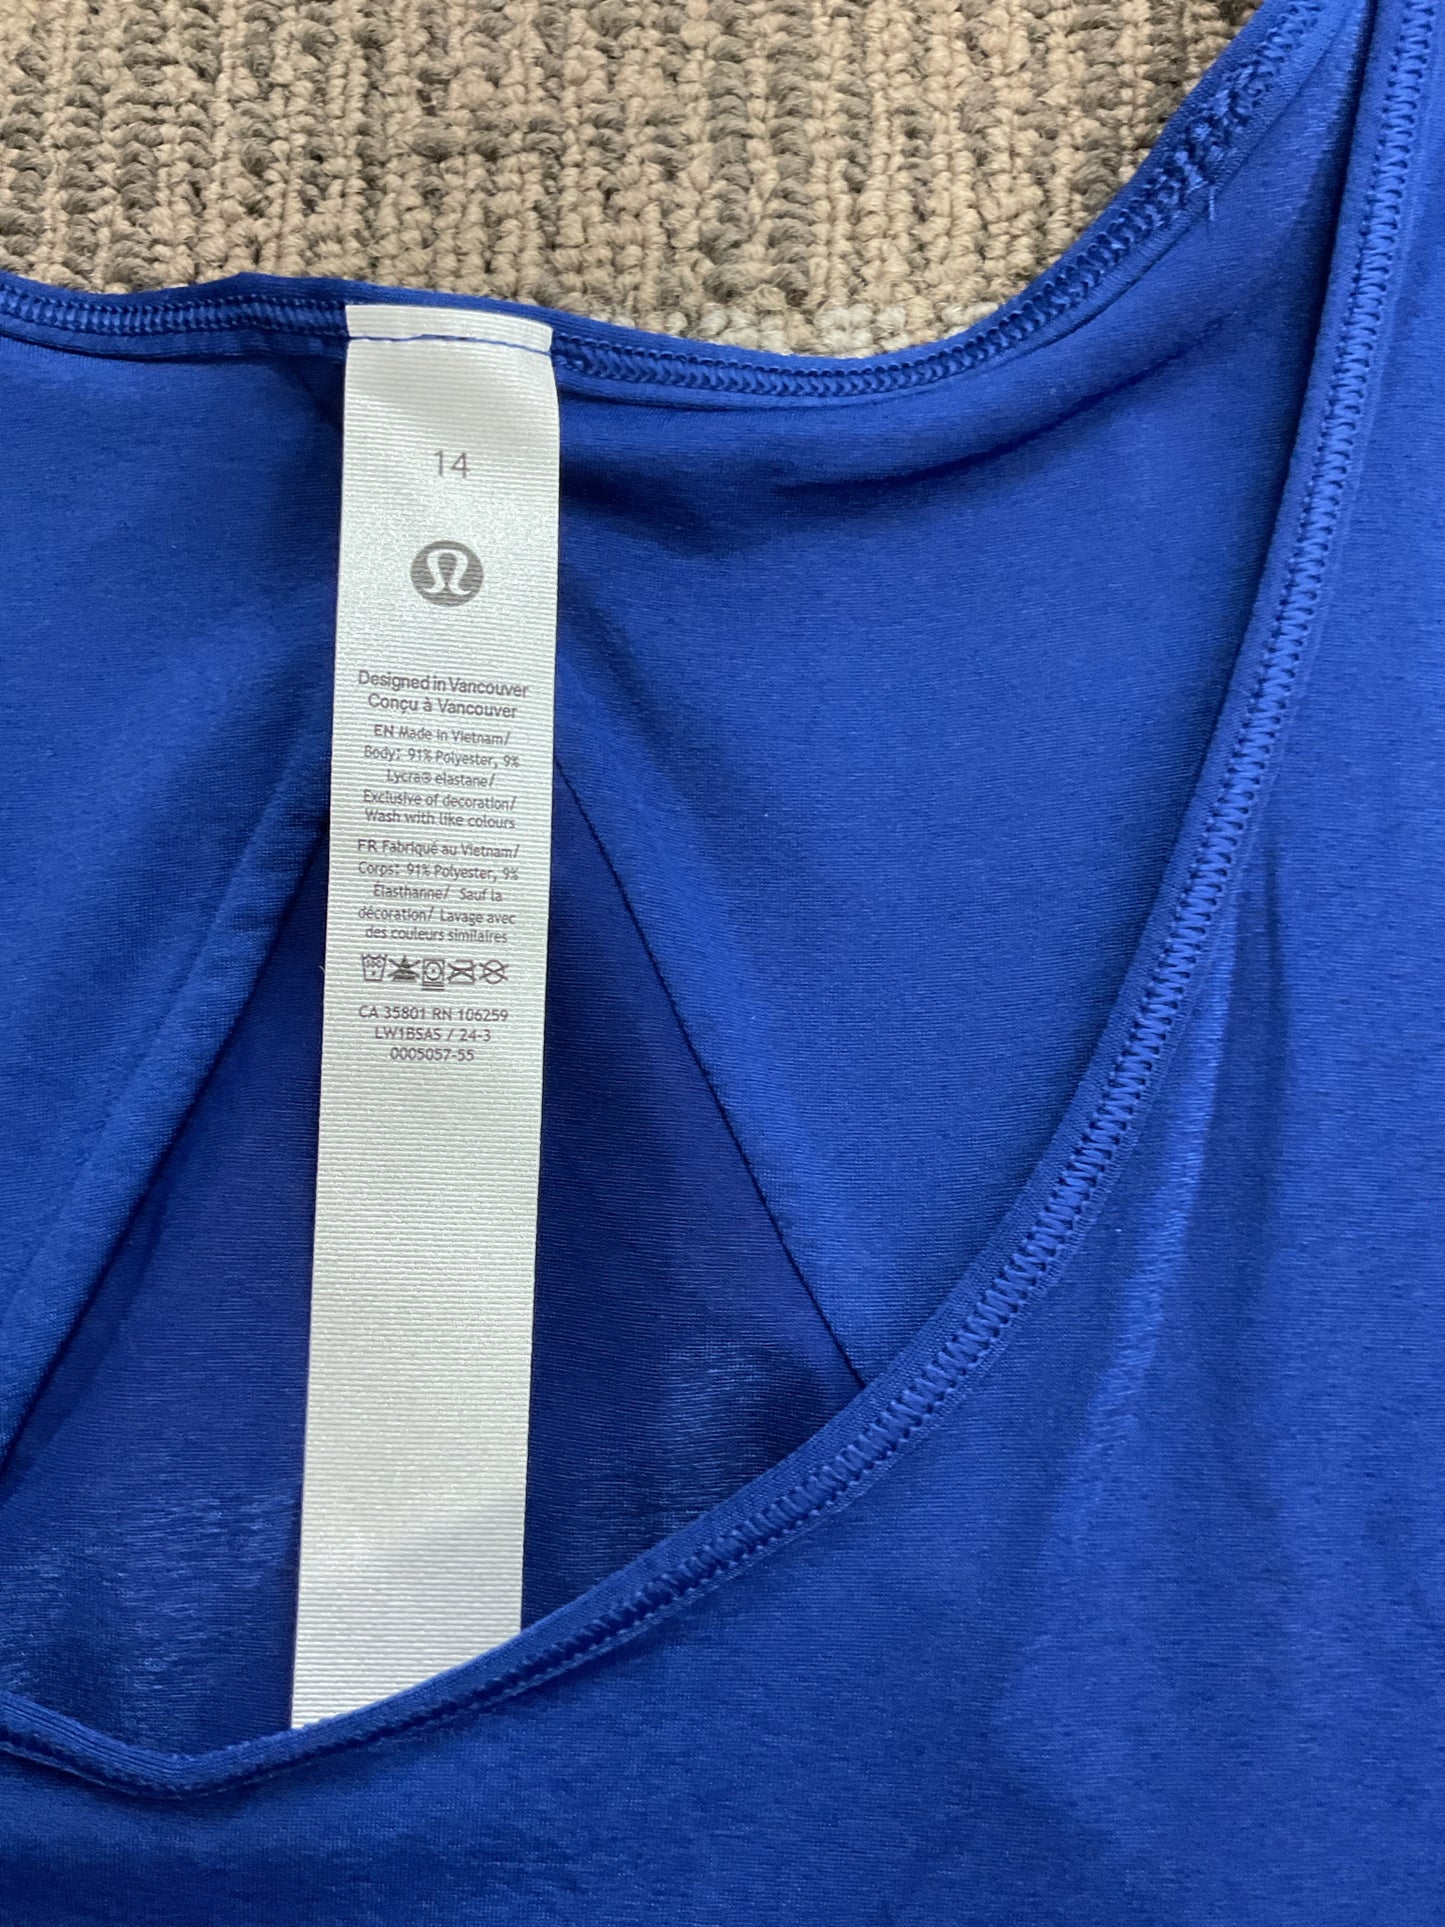 14
Designed in Vancouver
Conçu à Vancouver
EN Made in Vietnam/
Body: 91% Polyester, 9%
Lycra® elastane/
Exclusive of decoration/
Wash with like colours
FR Fabriqué au Vietnam/
Corps: 91% Polyester, 9%
Élasthanne/ Sauf la
décoration/ Lavage avec
des couleurs similaires
CA 35801 RN 106259
LW1BSAS / 24-3
0005057-55